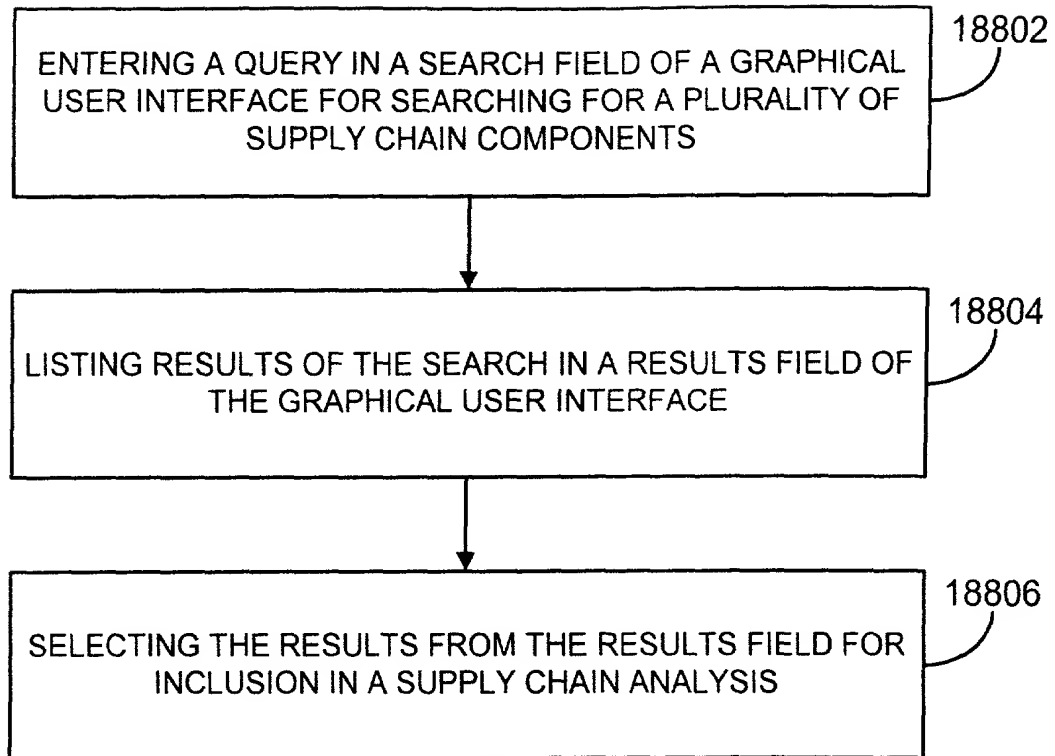 18802
ENTERING A QUERY IN A SEARCH FIELD OF A GRAPHICAL
USER INTERFACE FOR SEARCHING FOR A PLURALITY OF
SUPPLY CHAIN COMPONENTS
18804
LISTING RESULTS OF THE SEARCH IN A RESULTS FIELD OF
THE GRAPHICAL USER INTERFACE
18806
SELECTING THE RESULTS FROM THE RESULTS FIELD FOR
INCLUSION IN A SUPPLY CHAIN ANALYSIS